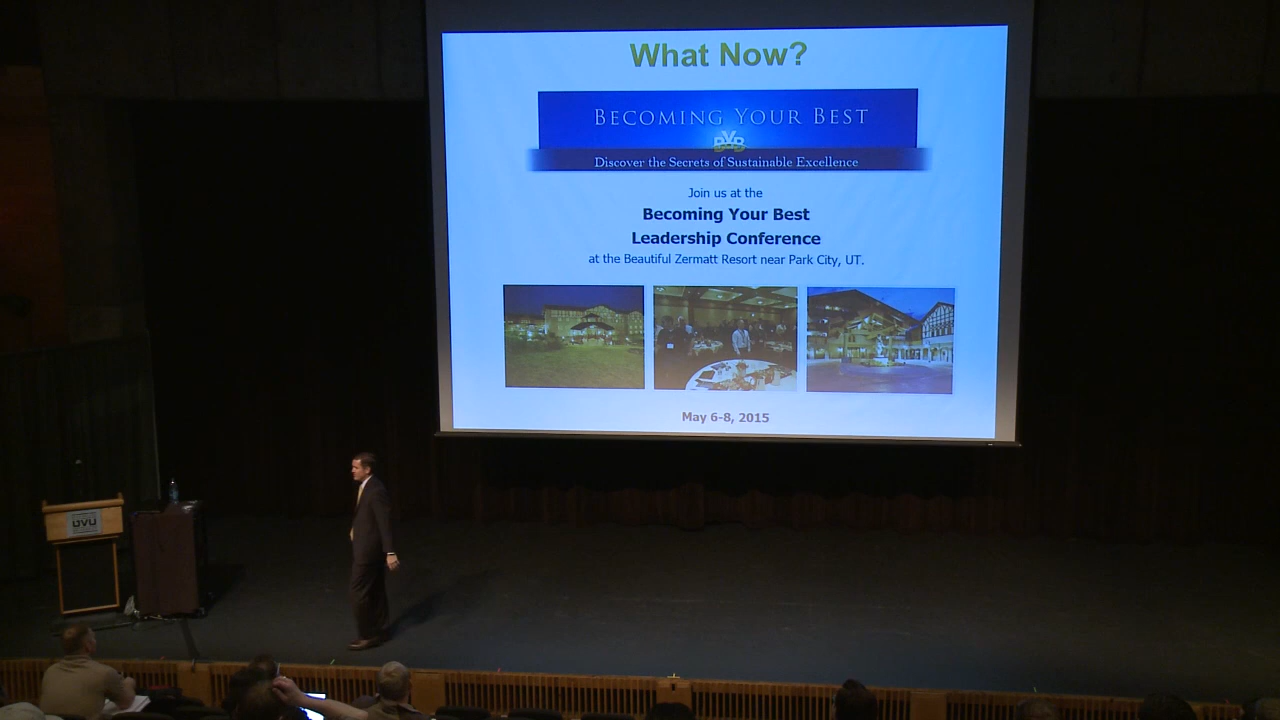 What Now?
BECOMING YOUR BEST
BYB
Discover the Secrets of Sustainable Excellence
Join us at the
Becoming Your Best
Leadership Conference
at the Beautiful Zermatt Resort near Park City, UT.
May 6-8, 2015
UVU